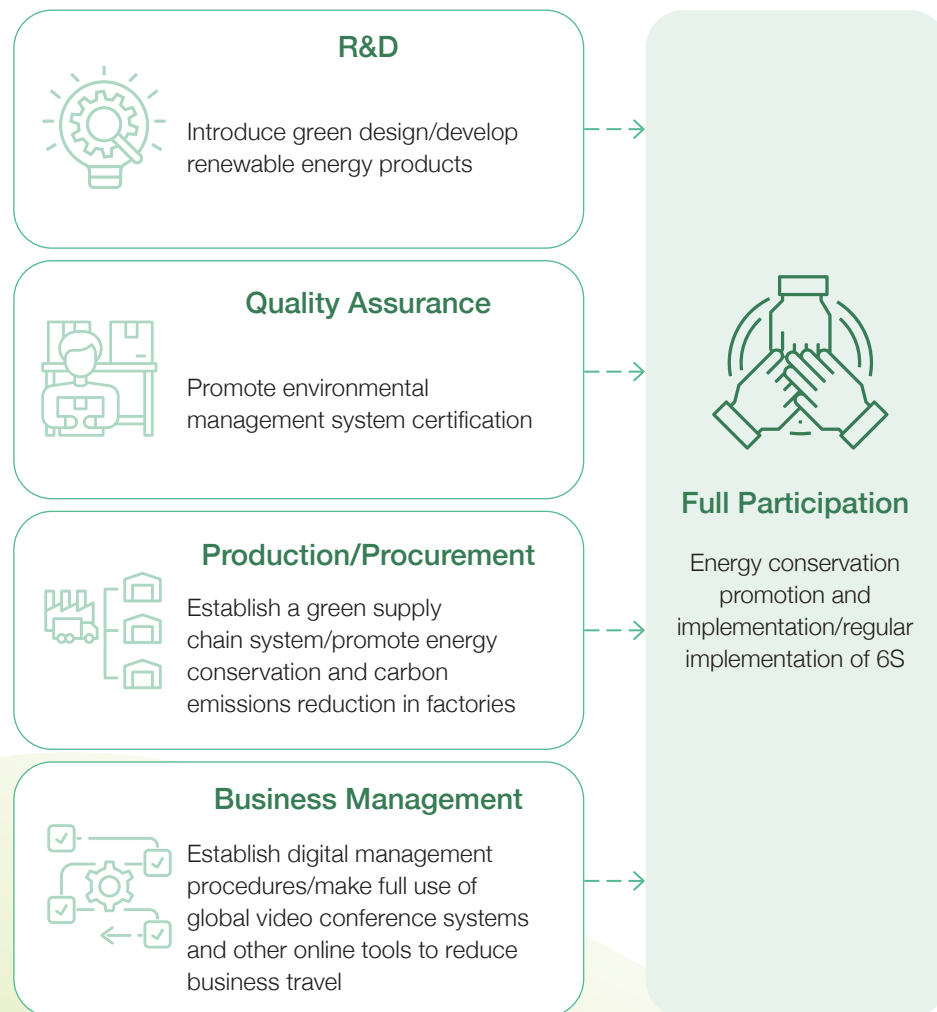 R&D
Introduce green design/develop
renewable energy products
Quality Assurance
Promote environmental
management system certification
Production/Procurement
Establish a green supply
chain system/promote energy
conservation and carbon
emissions reduction in factories
Business Management
Establish digital management
procedures/make full use of
global video conference systems
and other online tools to reduce
business travel
Full Participation
Energy conservation
promotion and
implementation/regular
implementation of 6S